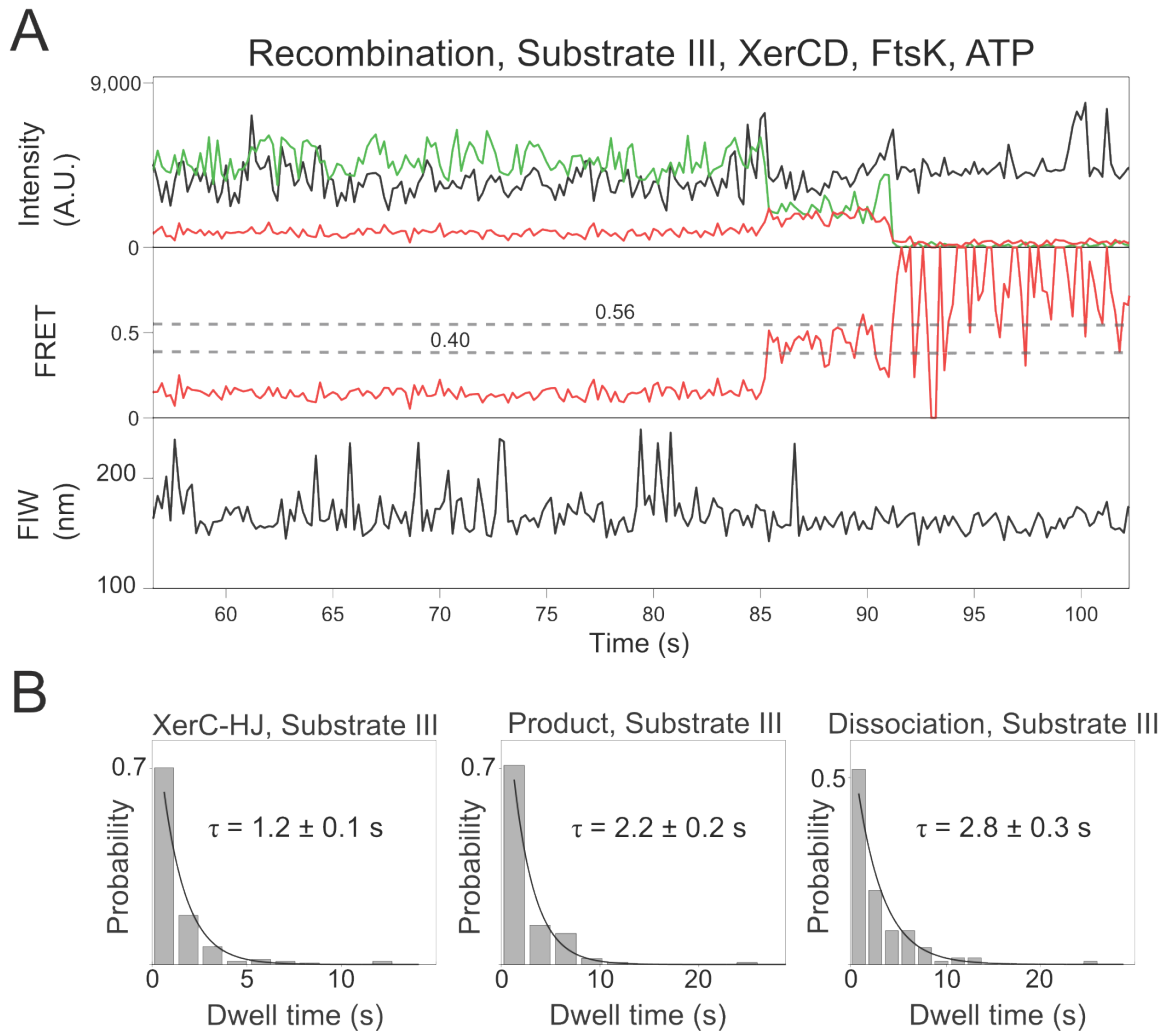 A
Recombination, Substrate III, XerCD, FtsK, ATP
9,000
Intensity
(A.U.)
0
FRET
0.5
0.56
0.40
0
FIW
(nm)
200
100
60 65 70 75 80 85 90 95 100
Time (s)
B
XerC-HJ, Substrate III
0.7
Probability
τ = 1.2 ± 0.1 s
0 5 10
Dwell time (s)
Product, Substrate III
0.7
Probability
τ = 2.2 ± 0.2 s
0 10 20
Dwell time (s)
Dissociation, Substrate III
0.5
Probability
τ = 2.8 ± 0.3 s
0 10 20
Dwell time (s)